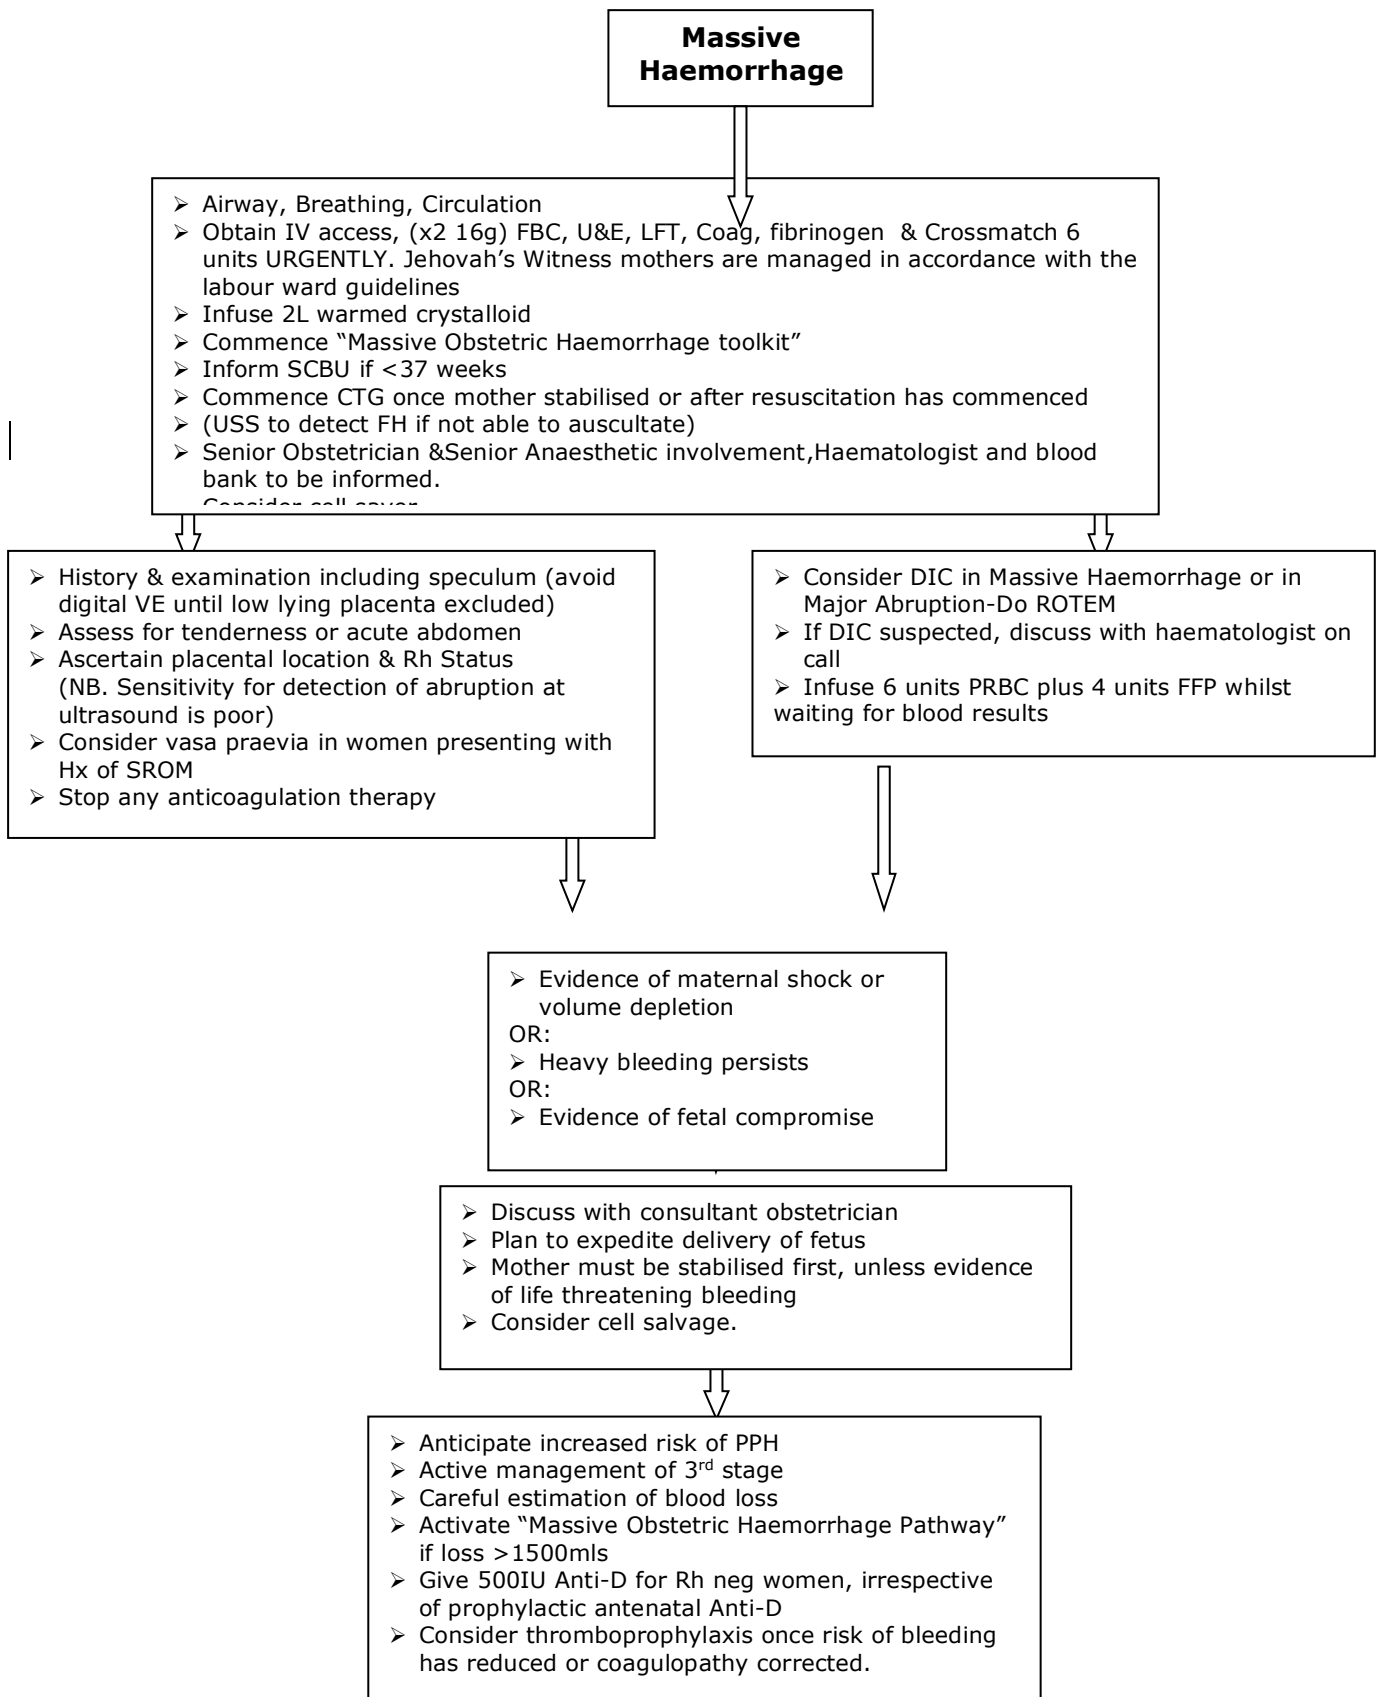 Massive
Haemorrhage
➢ Airway, Breathing, Circulation
➢ Obtain IV access, (x2 16g) FBC, U&E, LFT, Coag, fibrinogen & Crossmatch 6
units URGENTLY. Jehovah’s Witness mothers are managed in accordance with the
labour ward guidelines
➢ Infuse 2L warmed crystalloid
➢ Commence “Massive Obstetric Haemorrhage toolkit”
➢ Inform SCBU if <37 weeks
➢ Commence CTG once mother stabilised or after resuscitation has commenced
➢ (USS to detect FH if not able to auscultate)
➢ Senior Obstetrician &Senior Anaesthetic involvement,Haematologist and blood
bank to be informed.
Consider cell saver
➢ History & examination including speculum (avoid
digital VE until low lying placenta excluded)
➢ Assess for tenderness or acute abdomen
➢ Ascertain placental location & Rh Status
(NB. Sensitivity for detection of abruption at
ultrasound is poor)
➢ Consider vasa praevia in women presenting with
Hx of SROM
➢ Stop any anticoagulation therapy
➢ Consider DIC in Massive Haemorrhage or in
Major Abruption-Do ROTEM
➢ If DIC suspected, discuss with haematologist on
call
➢ Infuse 6 units PRBC plus 4 units FFP whilst
waiting for blood results
➢ Evidence of maternal shock or
volume depletion
OR:
➢ Heavy bleeding persists
OR:
➢ Evidence of fetal compromise
➢ Discuss with consultant obstetrician
➢ Plan to expedite delivery of fetus
➢ Mother must be stabilised first, unless evidence
of life threatening bleeding
➢ Consider cell salvage.
➢ Anticipate increased risk of PPH
➢ Active management of 3rd stage
➢ Careful estimation of blood loss
➢ Activate “Massive Obstetric Haemorrhage Pathway”
if loss >1500mls
➢ Give 500IU Anti-D for Rh neg women, irrespective
of prophylactic antenatal Anti-D
➢ Consider thromboprophylaxis once risk of bleeding
has reduced or coagulopathy corrected.